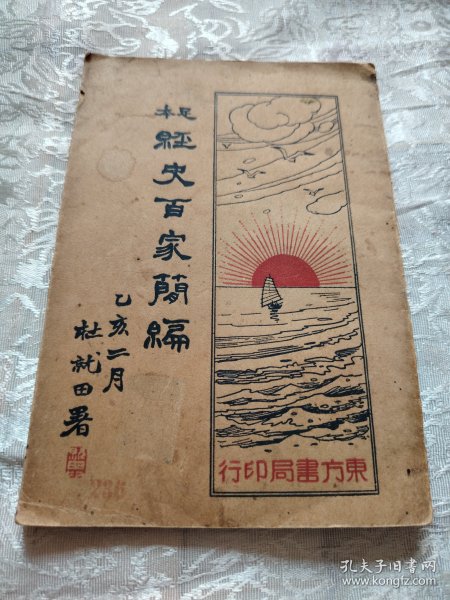 足本
經史百家簡編
乙亥二月
杜就田署
東方書局印行
孔夫子旧书网
www.kongfz.com